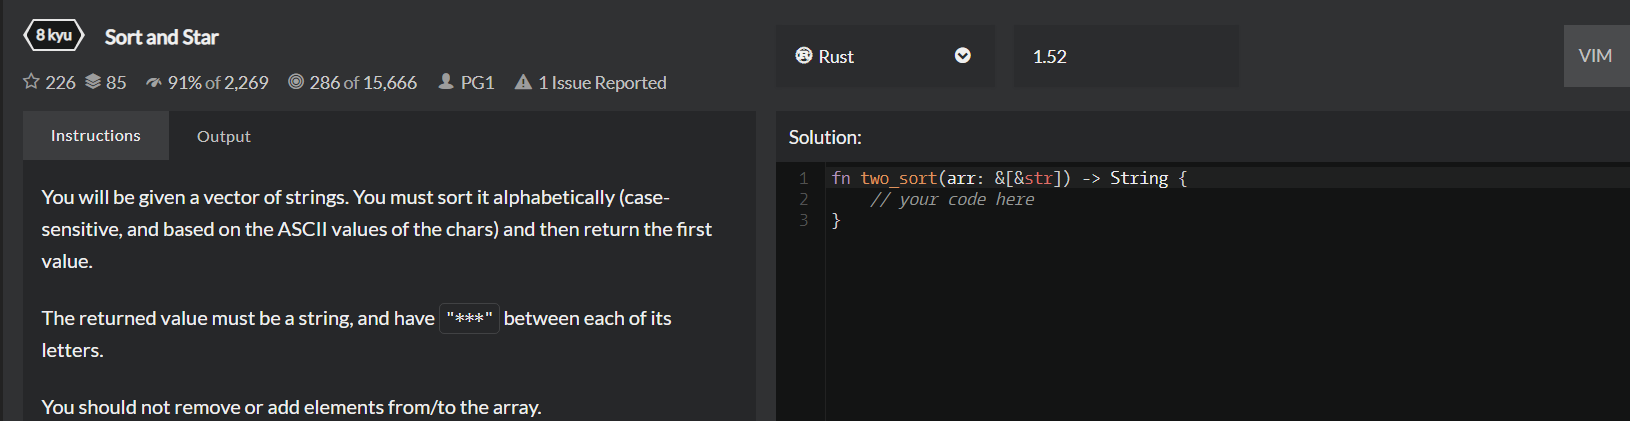 8 kyu Sort and Star
226 85 91% of 2,269 286 of 15,666 PG1 1 Issue Reported
Instructions Output
You will be given a vector of strings. You must sort it alphabetically (case-
sensitive, and based on the ASCII values of the chars) and then return the first
value.
The returned value must be a string, and have "***" between each of its
letters.
You should not remove or add elements from/to the array.
Rust 1.52 VIM
Solution:
1 fn two_sort(arr: &[&str]) -> String {
2 // your code here
3 }